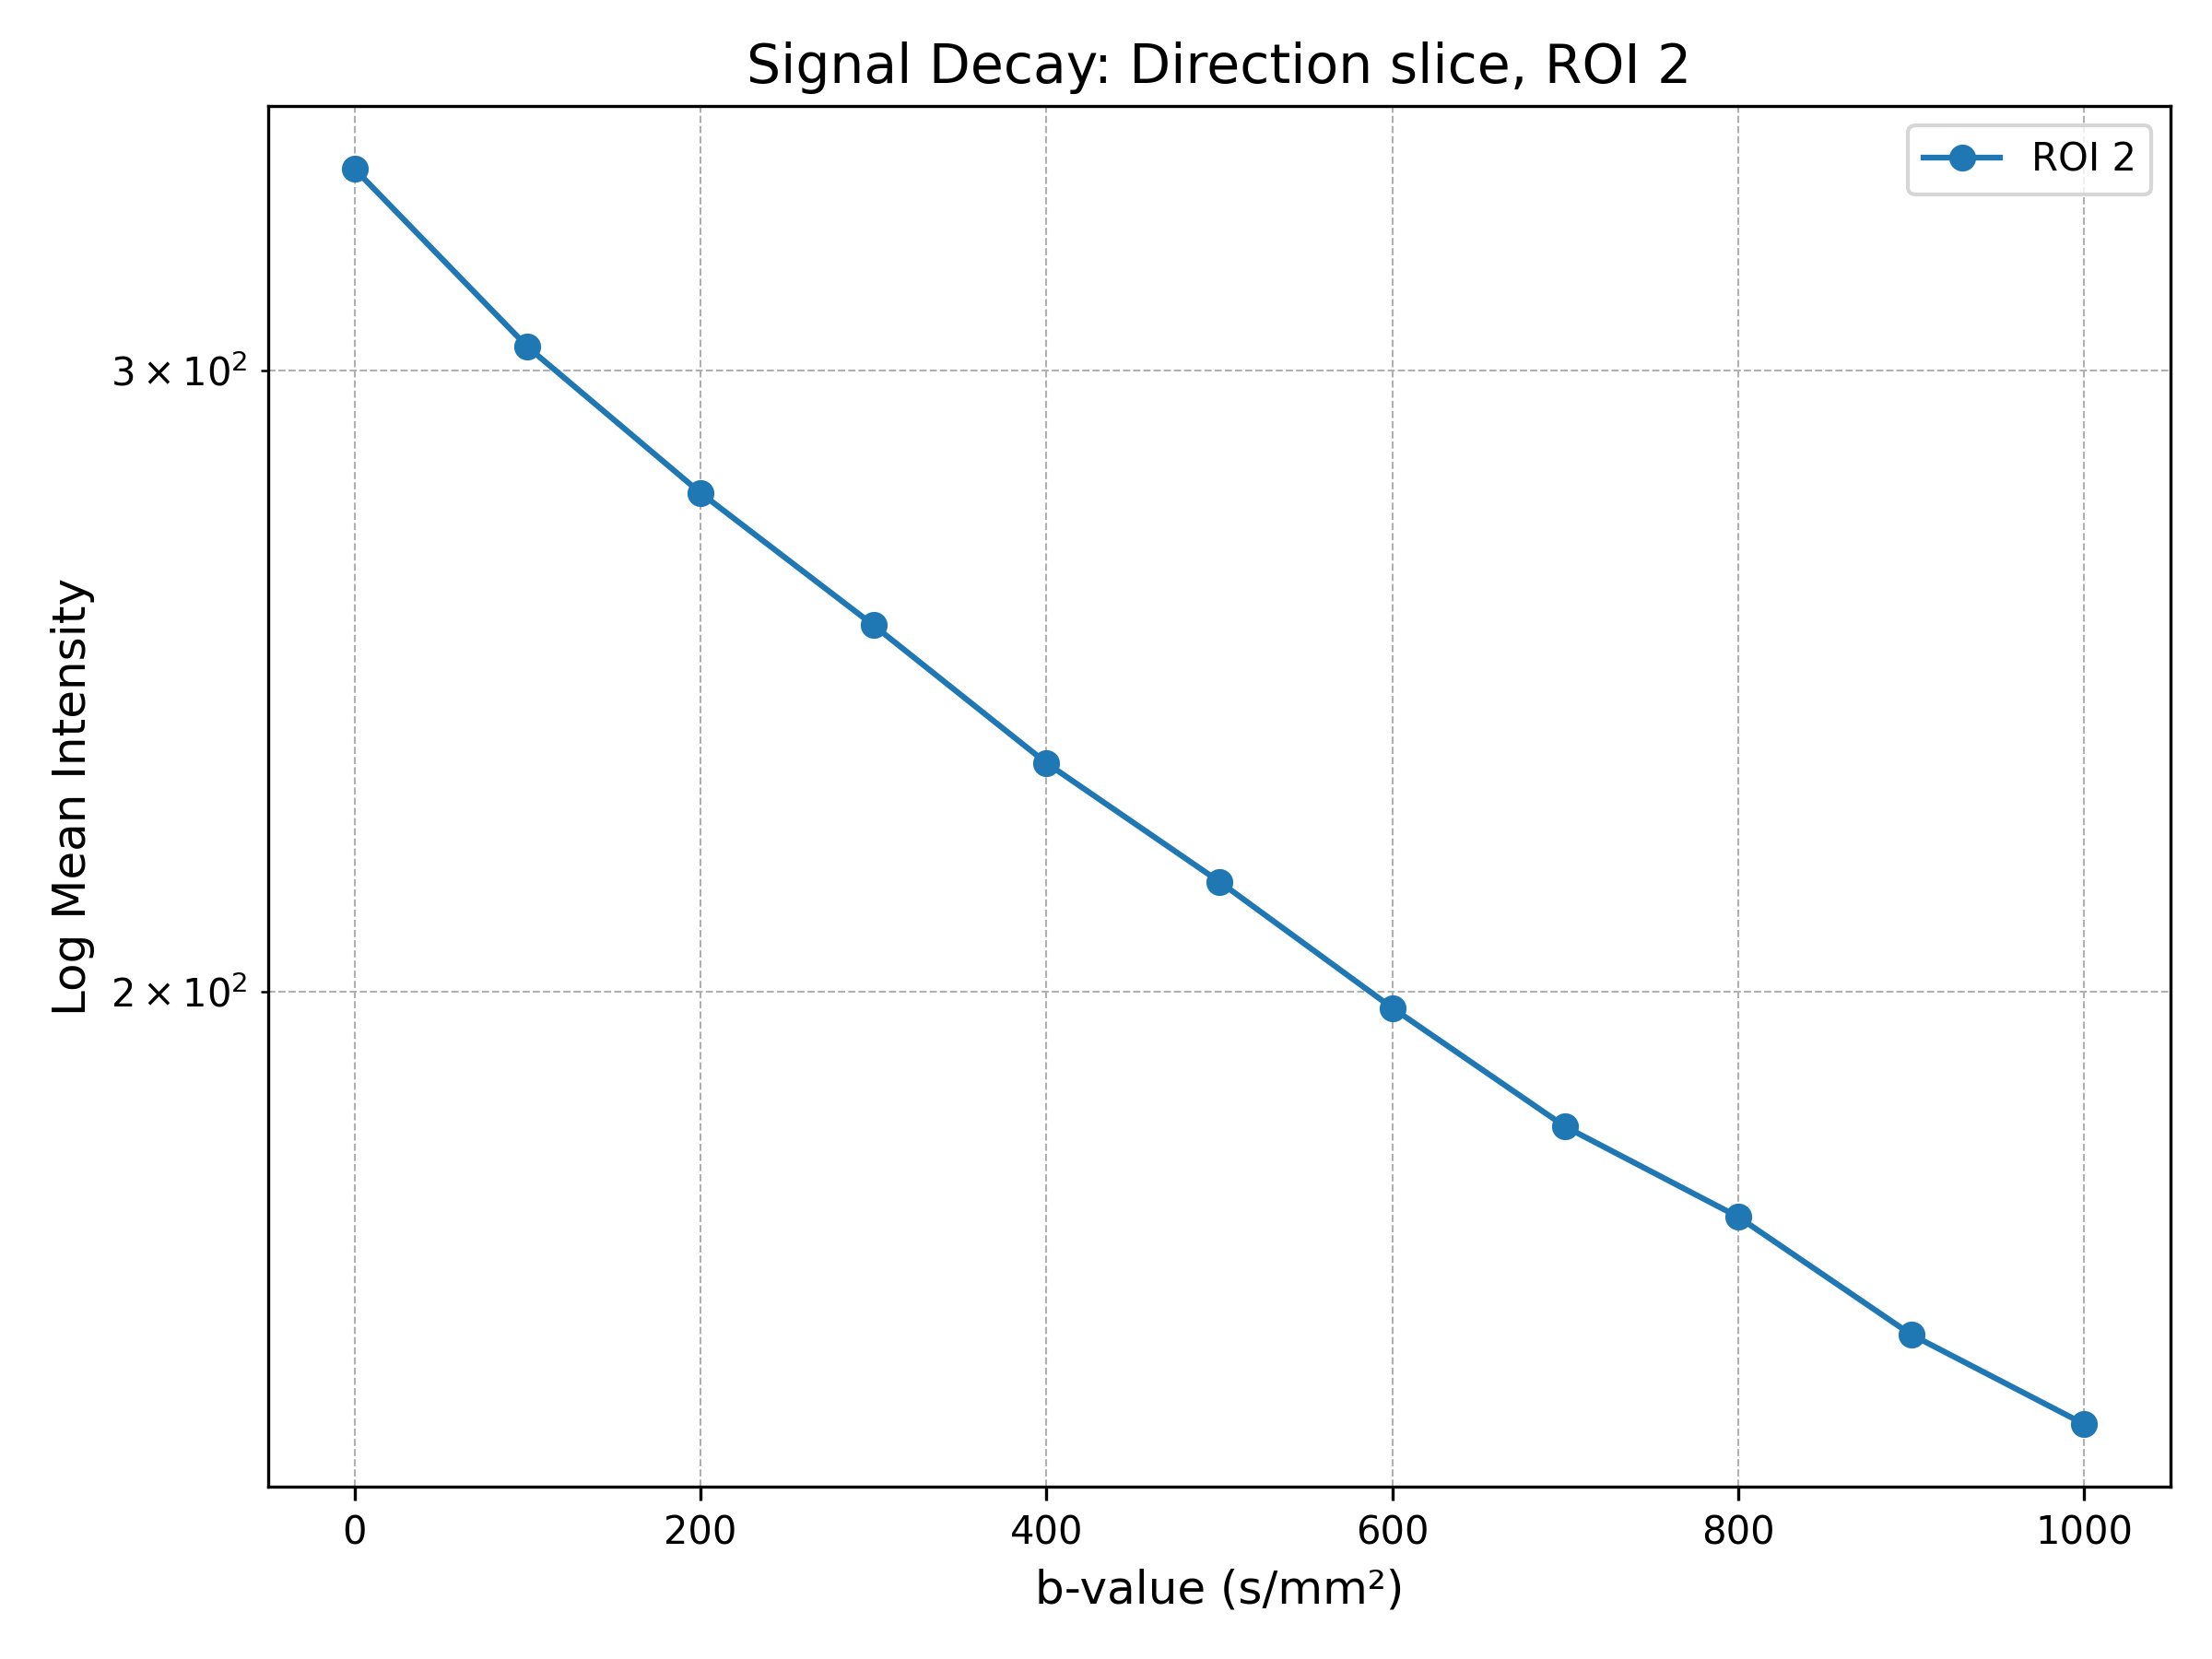 Signal Decay: Direction slice, ROI 2
ROI 2
Log Mean Intensity
3 × 10²
2 × 10²
0 200 400 600 800 1000
b-value (s/mm²)